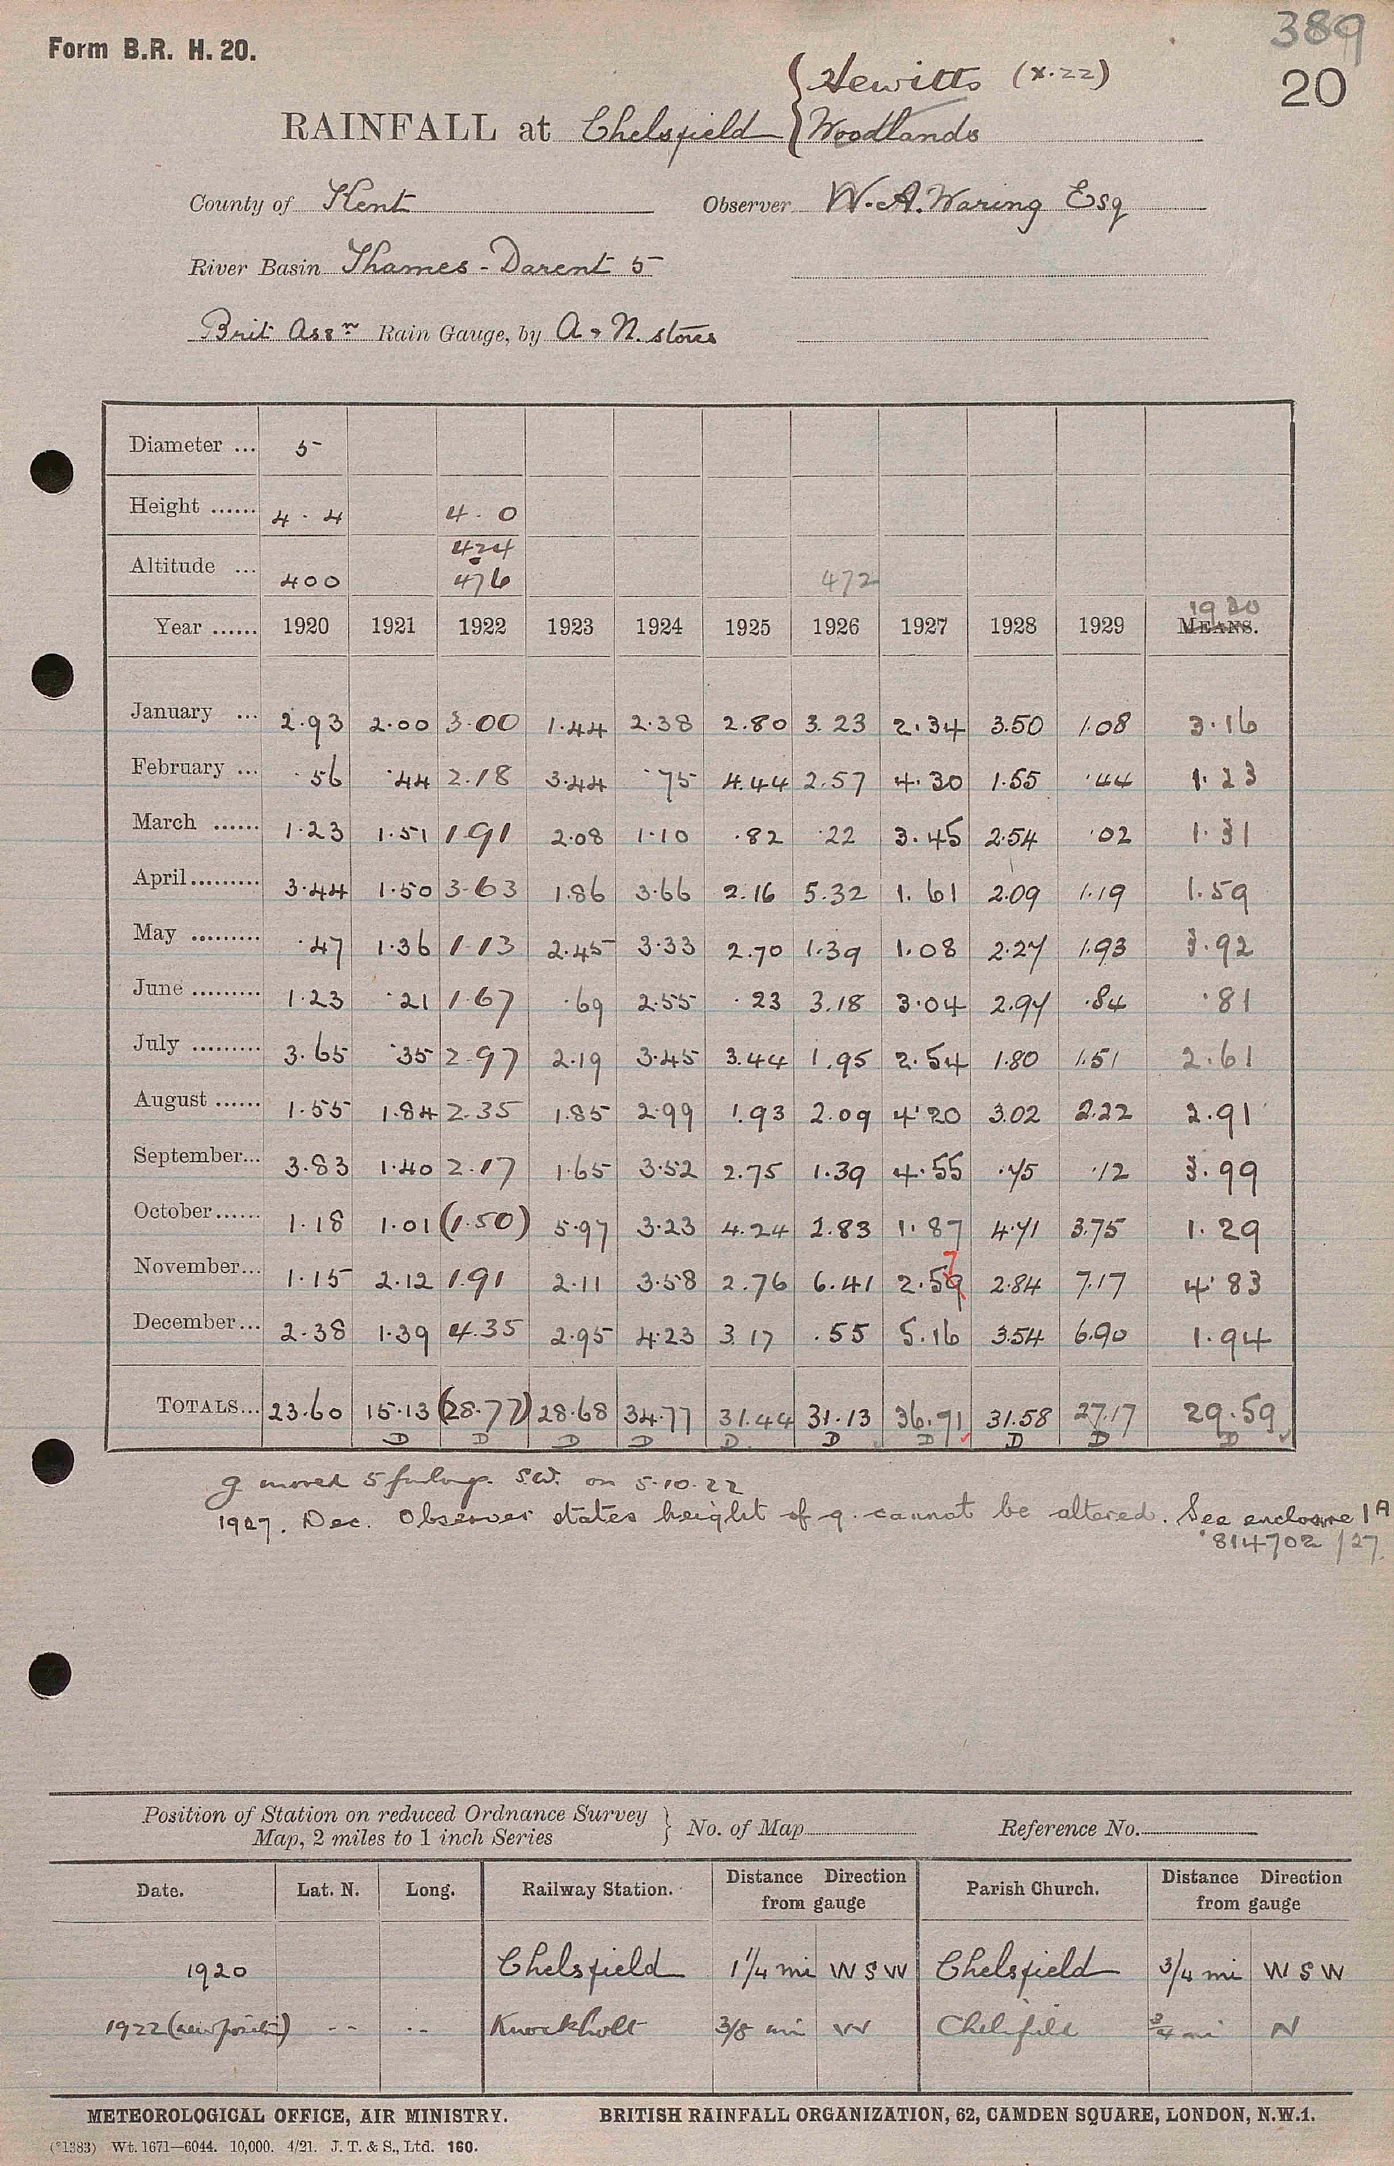 389
Form B.R. H. 20.
20
Hewitts (x.22)
RAINFALL at Chelsfield { Woodlands
County of Kent Observer W. A. Waring Esq
River Basin Thames - Darent 5
Brit Assn Rain Gauge, by A & N. stores
Diameter ... 5
Height ...... 4 . 4 4 . 0
424
Altitude ... 400 476 472
1930
Year ...... 1920 1921 1922 1923 1924 1925 1926 1927 1928 1929 MEANS.
January ... 2.93 2.00 3.00 1.44 2.38 2.80 3.23 2.34 3.50 1.08 3.16
February ... .56 .44 2.18 3.44 .75 4.44 2.57 4.30 1.55 .44 1.23
March ...... 1.23 1.51 1.91 2.08 1.10 .82 .22 3.45 2.54 .02 1.31
April ......... 3.44 1.50 3.63 1.86 3.66 2.16 5.32 1.61 2.09 1.19 1.59
May ......... .47 1.36 1.13 2.45 3.33 2.70 1.39 1.08 2.27 1.93 3.92
June ......... 1.23 .21 1.67 .69 2.55 .23 3.18 3.04 2.97 .84 .81
July ......... 3.65 .35 2.97 2.19 3.45 3.44 1.95 2.54 1.80 1.51 2.61
August ...... 1.55 1.84 2.35 1.85 2.99 1.93 2.09 4.20 3.02 2.22 2.91
September... 3.83 1.40 2.17 1.65 3.52 2.75 1.39 4.55 .75 .12 3.99
October...... 1.18 1.01 (1.50) 5.97 3.23 4.24 2.83 1.87 4.71 3.75 1.29
7
November... 1.15 2.12 1.91 2.11 3.58 2.76 6.41 2.59 2.84 7.17 4.83
December... 2.38 1.39 4.35 2.95 4.23 3.17 .55 5.16 3.54 6.90 1.94
TOTALS... 23.60 15.13 (28.77) 28.68 34.77 31.44 31.13 36.91 31.58 27.17 29.59
D D D D D D D D D D
g moved 5 furlongs S.W. on 5.10.22
1927. Dec. Observer states height of g. cannot be altered. See enclosure 1A
814702/27.
Position of Station on reduced Ordnance Survey
Map, 2 miles to 1 inch Series } No. of Map Reference No.
Date. Lat. N. Long. Railway Station. Distance Direction from gauge Parish Church. Distance Direction from gauge
1920 Chelsfield 1 1/4 mi W S W Chelsfield 3/4 mi W S W
1922 (new position) -- -- Knockholt 3/8 mi W Chelsfield 3/4 mi N
METEOROLOGICAL OFFICE, AIR MINISTRY. BRITISH RAINFALL ORGANIZATION, 62, CAMDEN SQUARE, LONDON, N.W.1.
(*1383) Wt. 1671—6044. 10,000. 4/21. J. T. & S., Ltd. 160.